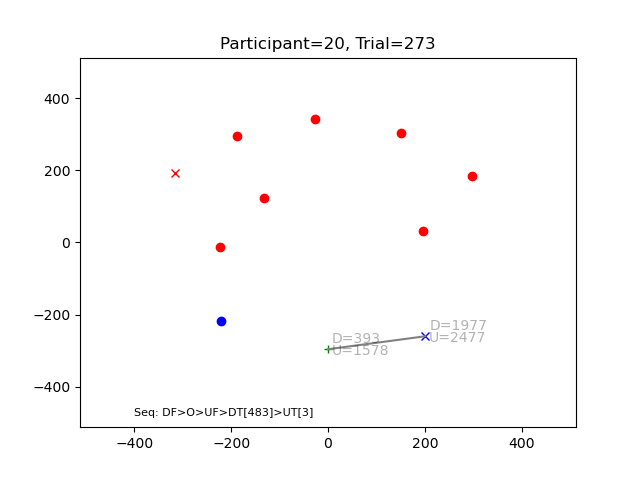 Participant=20, Trial=273
400
200
0
−200
−400
D=1977
U=2477
D=393
U=1578
Seq: DF>O>UF>DT[483]>UT[3]
−400
−200
0
200
400